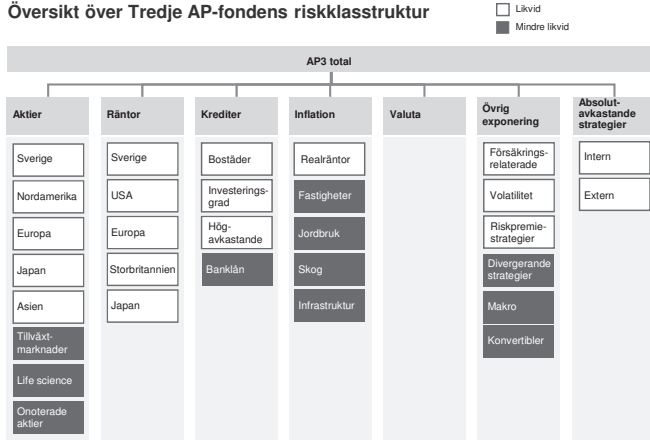 Översikt över Tredje AP-fondens riskklasstruktur
Likvid
Mindre likvid
AP3 total
Aktier
Sverige
Nordamerika
Europa
Japan
Asien
Tillväxt-
marknader
Life science
Onoterade
aktier
Räntor
Sverige
USA
Europa
Storbritannien
Japan
Krediter
Bostäder
Investerings-
grad
Hög-
avkastande
Banklån
Inflation
Realräntor
Fastigheter
Jordbruk
Skog
Infrastruktur
Valuta
Övrig
exponering
Försäkrings-
relaterade
Volatilitet
Riskpremie-
strategier
Divergerande
strategier
Makro
Konvertibler
Absolut-
avkastande
strategier
Intern
Extern